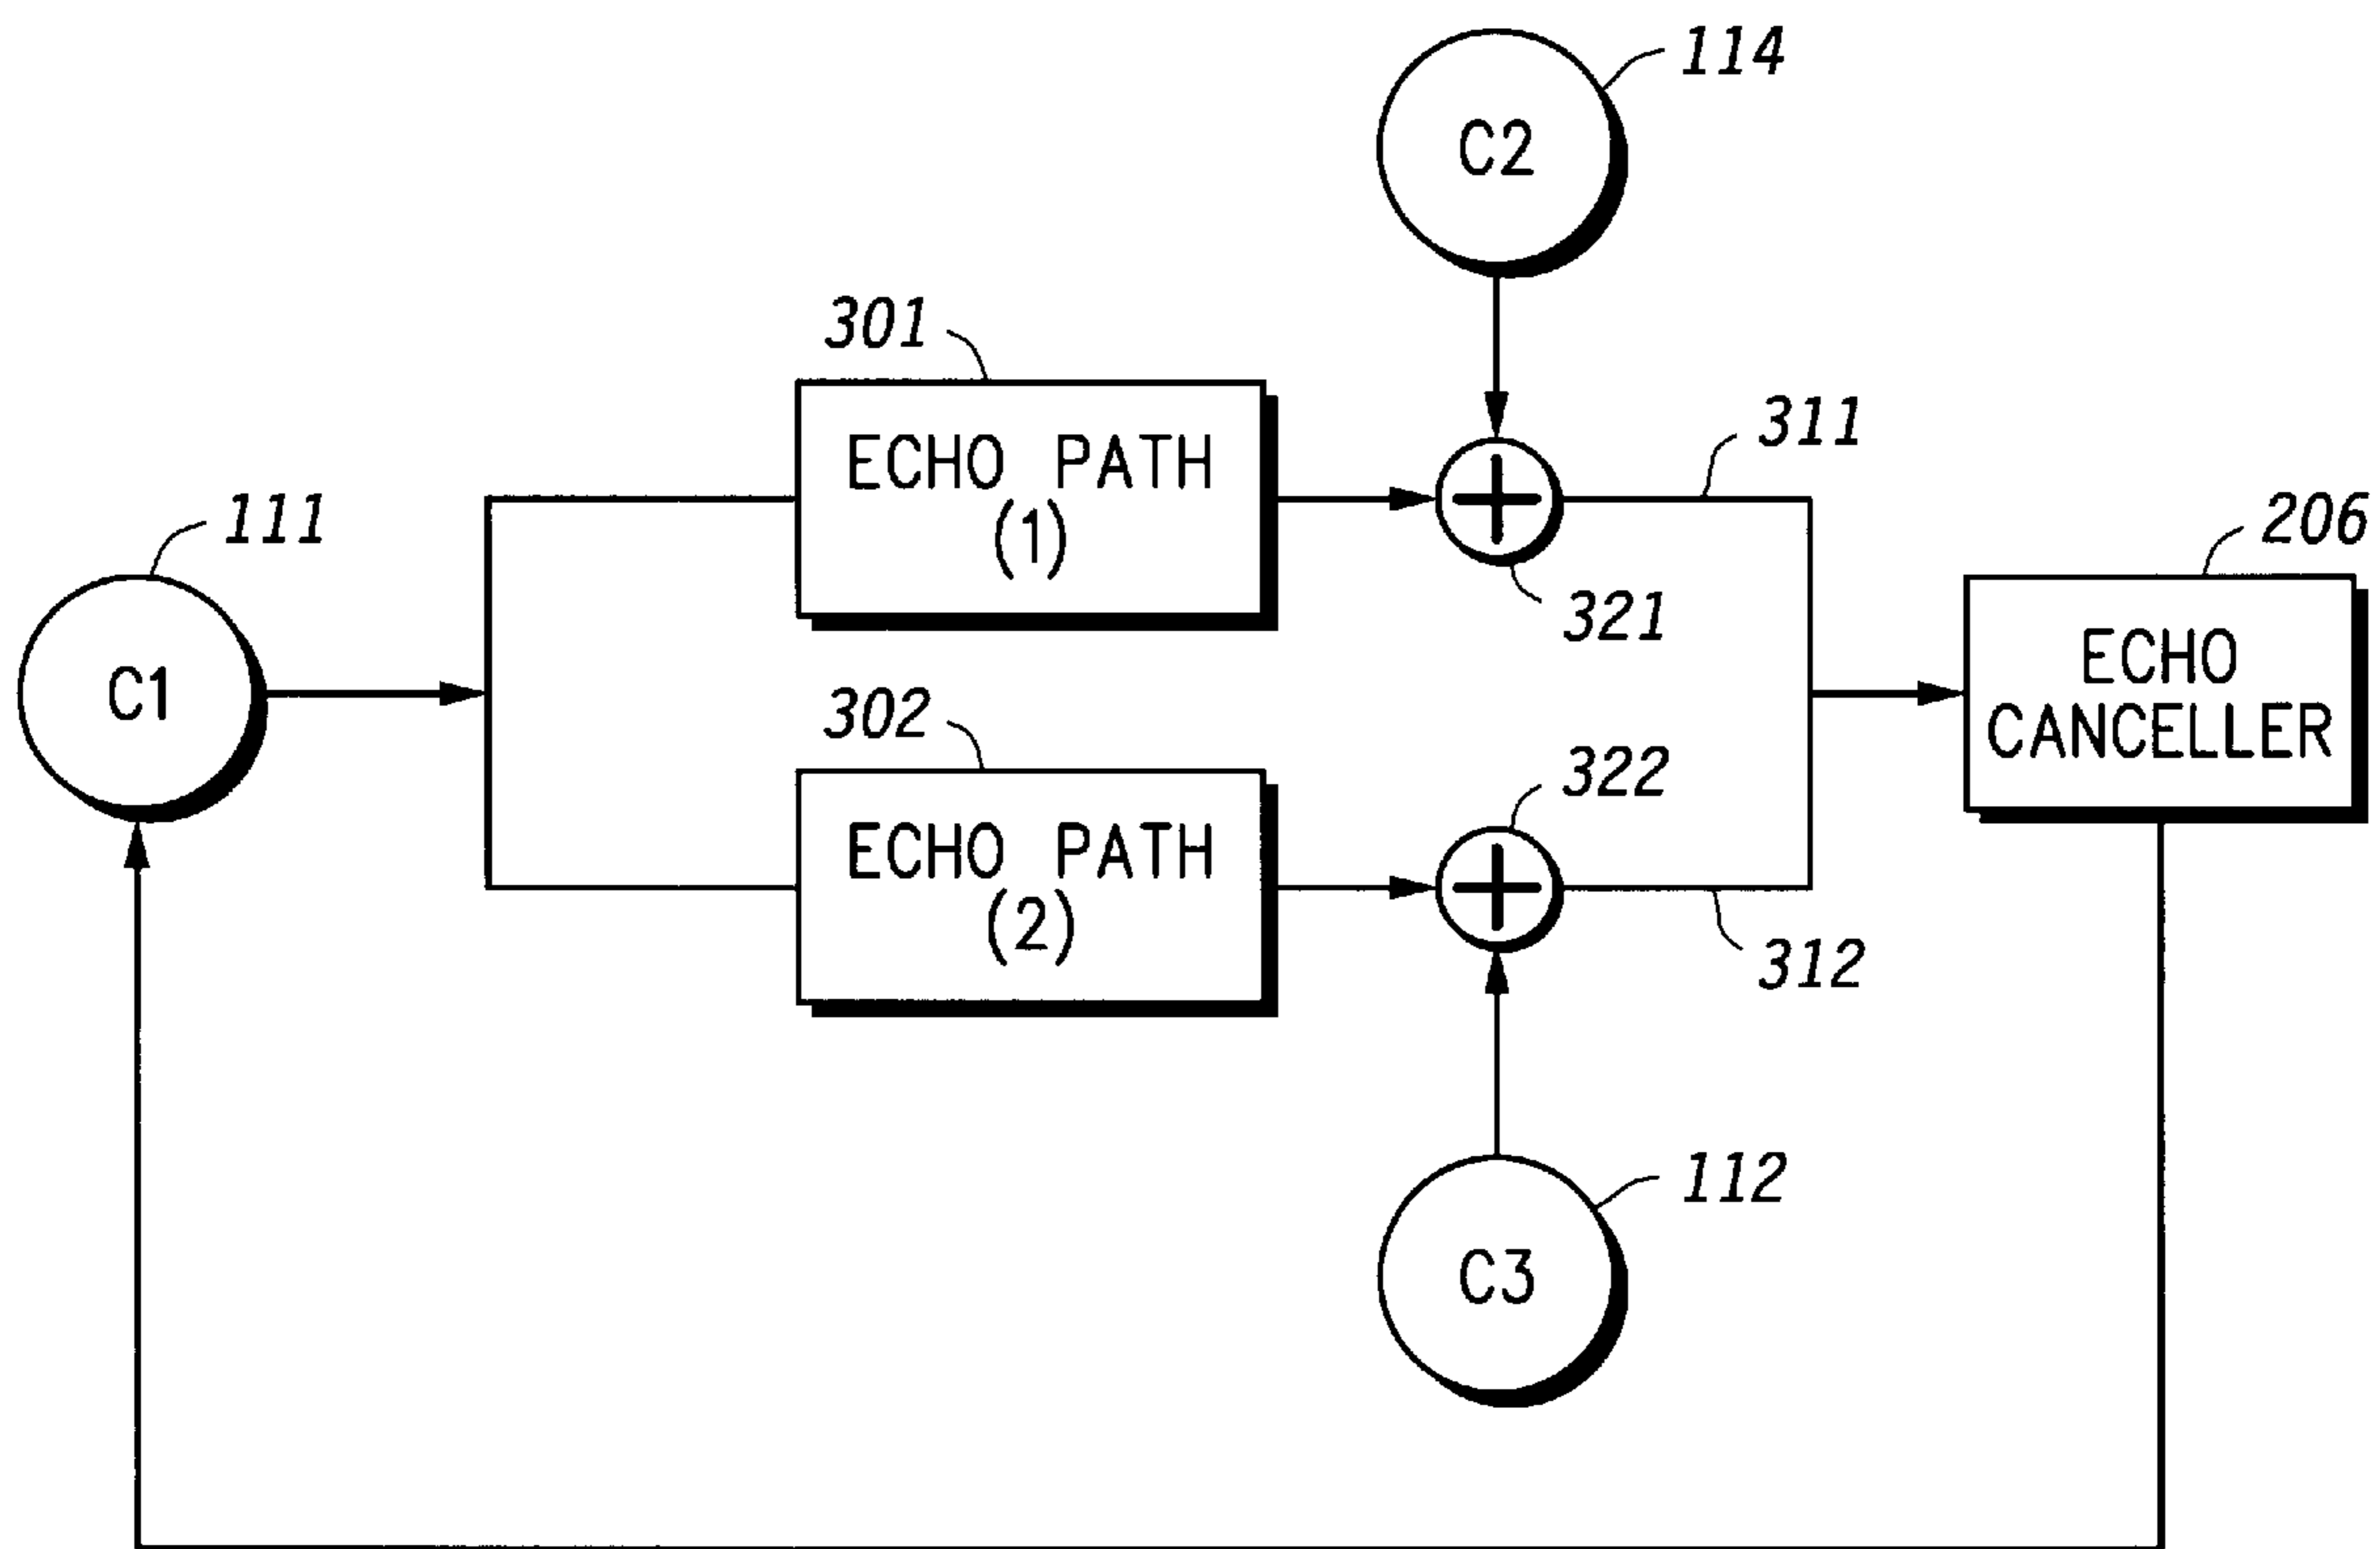 114
C2
301
ECHO PATH
(1)
311
321
111
C1
206
ECHO
CANCELLER
302
ECHO PATH
(2)
322
312
112
C3